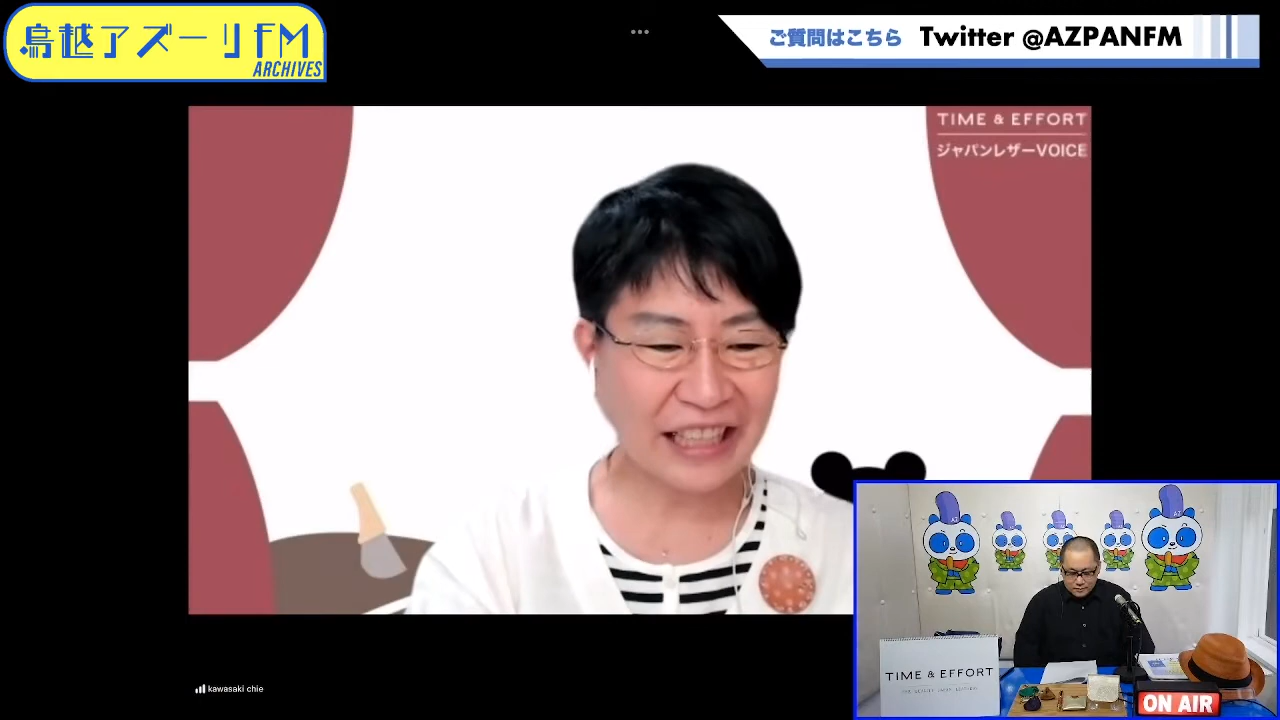 鳥越アズーリFM
ARCHIVES
ご質問はこちら Twitter @AZPANFM
TIME & EFFORT
ジャパンレザーVOICE
kawasaki chie
TIME & EFFORT
ON AIR